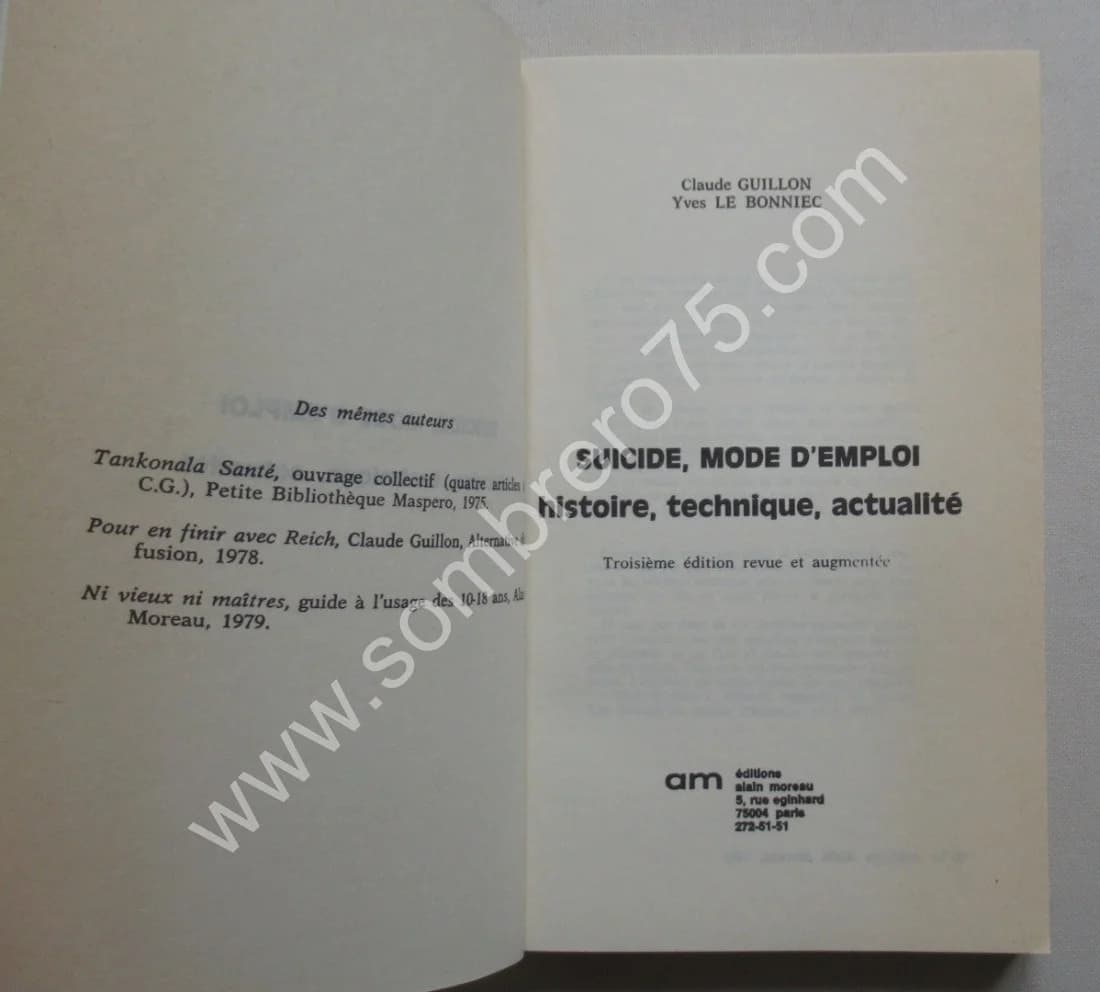 Des mêmes auteurs
Tankonala Santé, ouvrage collectif (quatre articles
C.G.), Petite Bibliothèque Maspero, 1975.
Pour en finir avec Reich, Claude Guillon,
fusion, 1978.
Ni vieux ni maîtres, guide à l'usage des 10-18 ans,
Moreau, 1979.
Claude GUILLON
Yves LE BONNIEC
SUICIDE, MODE D'EMPLOI
histoire, technique, actualité
Troisième édition revue et augmentée
am
éditions
alain moreau
5, rue eginhard
75004 paris
272-51-51
www.sombrero75.com